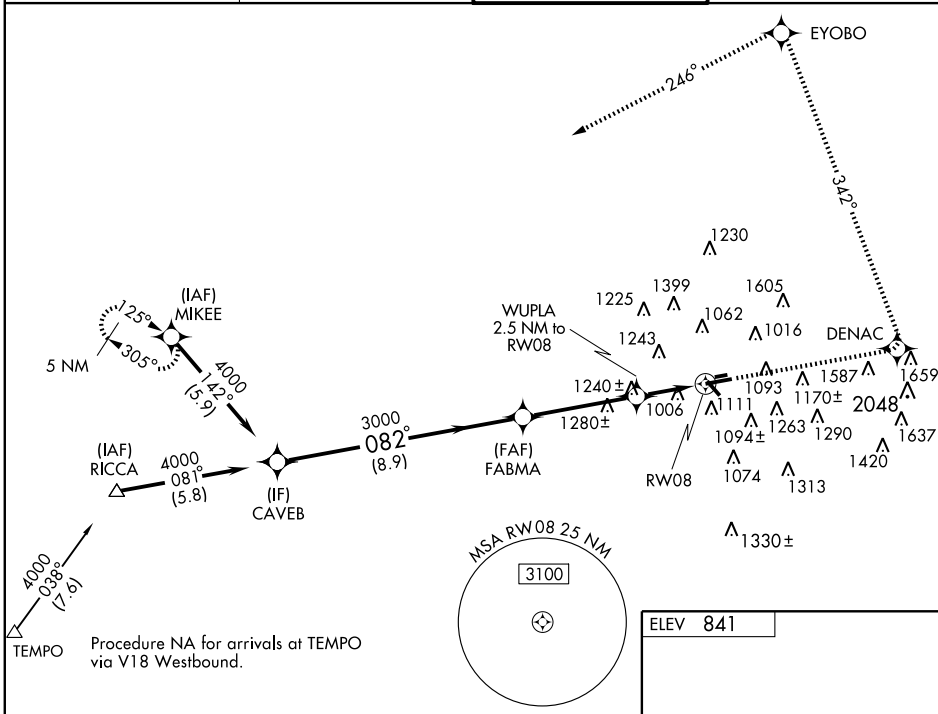 EYOBO
246°
342°
1230
1225
1399
1605
1062
1016
WUPLA
2.5 NM to
RW08
1243
DENAC
(IAF)
MIKEE
125°
305°
5 NM
4000
142°
(5.9)
1240 ±
1280±
1006
1111
1093
1170 ±
1587
1659
2048
1263
1290
1637
1094±
1420
1074
1313
RW08
1330 ±
3000
082°
(8.9)
(FAF)
FABMA
(IAF)
RICCA
4000
081°
(5.8)
(IF)
CAVEB
4000
038°
(7.6)
TEMPO
Procedure NA for arrivals at TEMPO
via V18 Westbound.
MSA RW08 25 NM
3100
ELEV 841